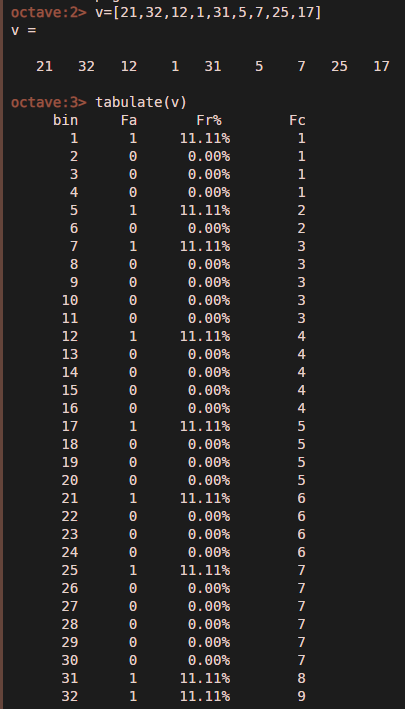 octave:2> v=[21,32,12,1,31,5,7,25,17]
v =
21 32 12 1 31 5 7 25 17
octave:3> tabulate(v)
bin Fa Fr% Fc
1 1 11.11% 1
2 0 0.00% 1
3 0 0.00% 1
4 0 0.00% 1
5 1 11.11% 2
6 0 0.00% 2
7 1 11.11% 3
8 0 0.00% 3
9 0 0.00% 3
10 0 0.00% 3
11 0 0.00% 3
12 1 11.11% 4
13 0 0.00% 4
14 0 0.00% 4
15 0 0.00% 4
16 0 0.00% 4
17 1 11.11% 5
18 0 0.00% 5
19 0 0.00% 5
20 0 0.00% 5
21 1 11.11% 6
22 0 0.00% 6
23 0 0.00% 6
24 0 0.00% 6
25 1 11.11% 7
26 0 0.00% 7
27 0 0.00% 7
28 0 0.00% 7
29 0 0.00% 7
30 0 0.00% 7
31 1 11.11% 8
32 1 11.11% 9